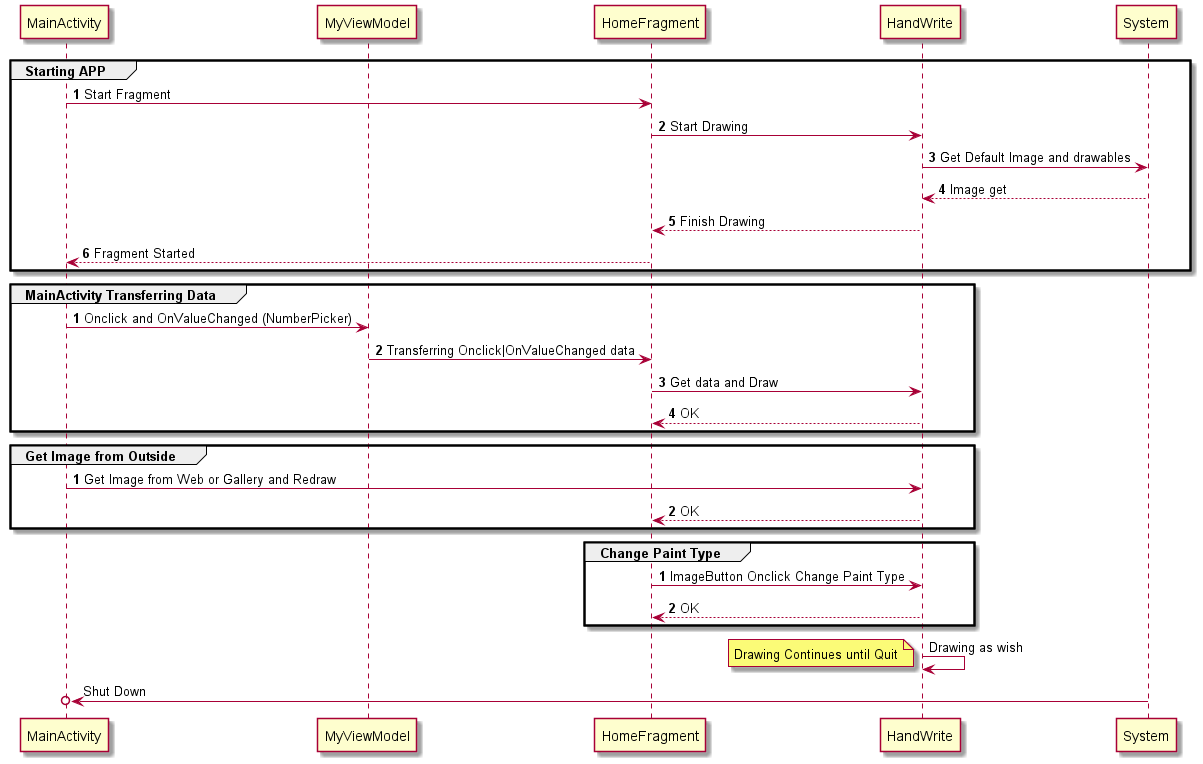 MainActivity
MyViewModel
HomeFragment
HandWrite
System
Starting APP
1 Start Fragment
2 Start Drawing
3 Get Default Image and drawables
4 Image get
5 Finish Drawing
6 Fragment Started
MainActivity Transferring Data
1 Onclick and OnValueChanged (NumberPicker)
2 Transferring Onclick|OnValueChanged data
3 Get data and Draw
4 OK
Get Image from Outside
1 Get Image from Web or Gallery and Redraw
2 OK
Change Paint Type
1 ImageButton Onclick Change Paint Type
2 OK
Drawing Continues until Quit
Drawing as wish
Shut Down
MainActivity
MyViewModel
HomeFragment
HandWrite
System